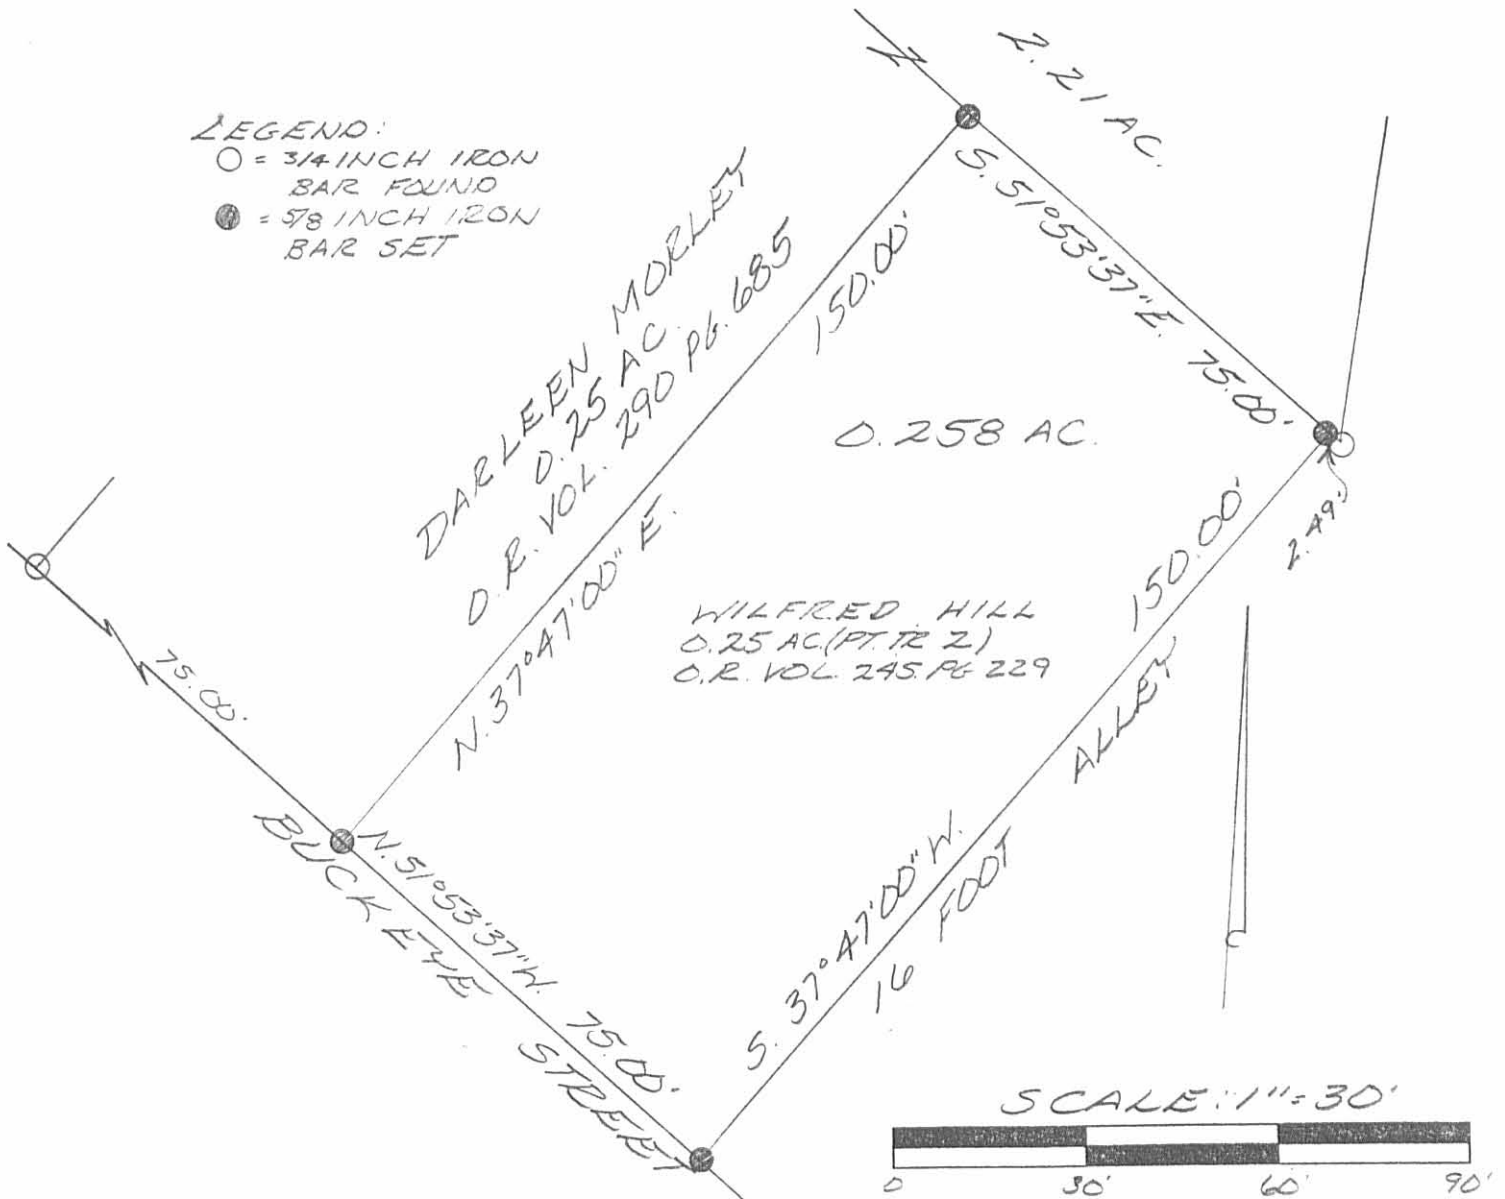 LEGEND:
○ = 3/4 INCH IRON
BAR FOUND
● = 5/8 INCH IRON
BAR SET
2.21 AC.
S. 51°53'37" E. 75.00'
DARLEEN MORLEY
0.25 AC.
O.R. VOL. 290 PG. 685
150.00'
N. 37°47'00" E.
0.258 AC.
2.49'
150.00'
WILFRED HILL
0.25 AC. (PT. TR 2)
O.R. VOL. 245. PG 229
75.00'
N. 51°53'37" W. 75.00'
BUCKEYE STREET
S. 37°47'00" W.
16 FOOT ALLEY
SCALE: 1"=30'
0 30' 60' 90'